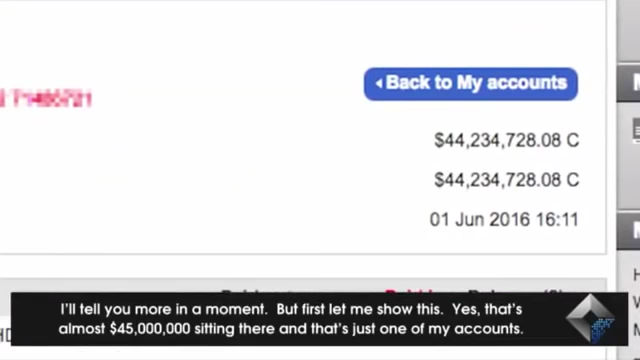 Back to My accounts
$44,234,728.08 C
$44,234,728.08 C
01 Jun 2016 16:11
I'll tell you more in a moment. But first let me show this. Yes, that's
almost $45,000,000 sitting there and that's just one of my accounts.